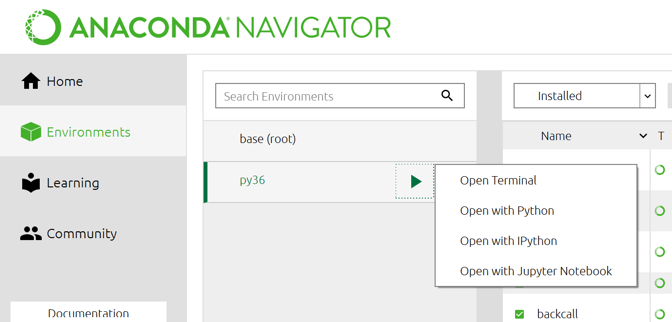 ANACONDA NAVIGATOR
Home
Environments
Learning
Community
Documentation
Search Environments
base (root)
py36
Open Terminal
Open with Python
Open with IPython
Open with Jupyter Notebook
Installed
Name
T
backcall